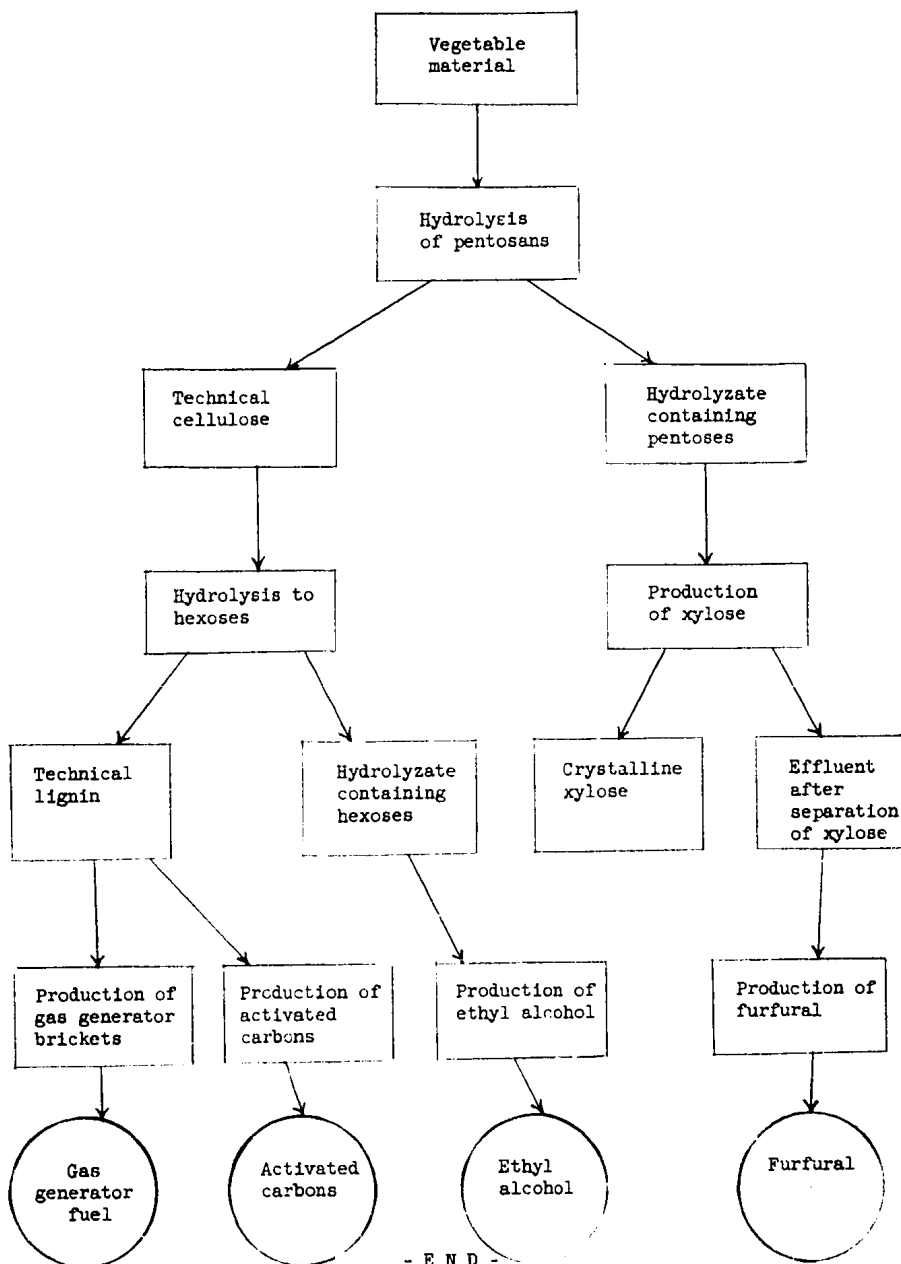 Vegetable
material
Hydrolysis
of pentosans
Technical
cellulose
Hydrolyzate
containing
pentoses
Hydrolysis to
hexoses
Production
of xylose
Technical
lignin
Hydrolyzate
containing
hexoses
Crystalline
xylose
Effluent
after
separation
of xylose
Production of
gas generator
brickets
Production of
activated
carbons
Production of
ethyl alcohol
Production of
furfural
Gas
generator
fuel
Activated
carbons
Ethyl
alcohol
Furfural
- E N D -